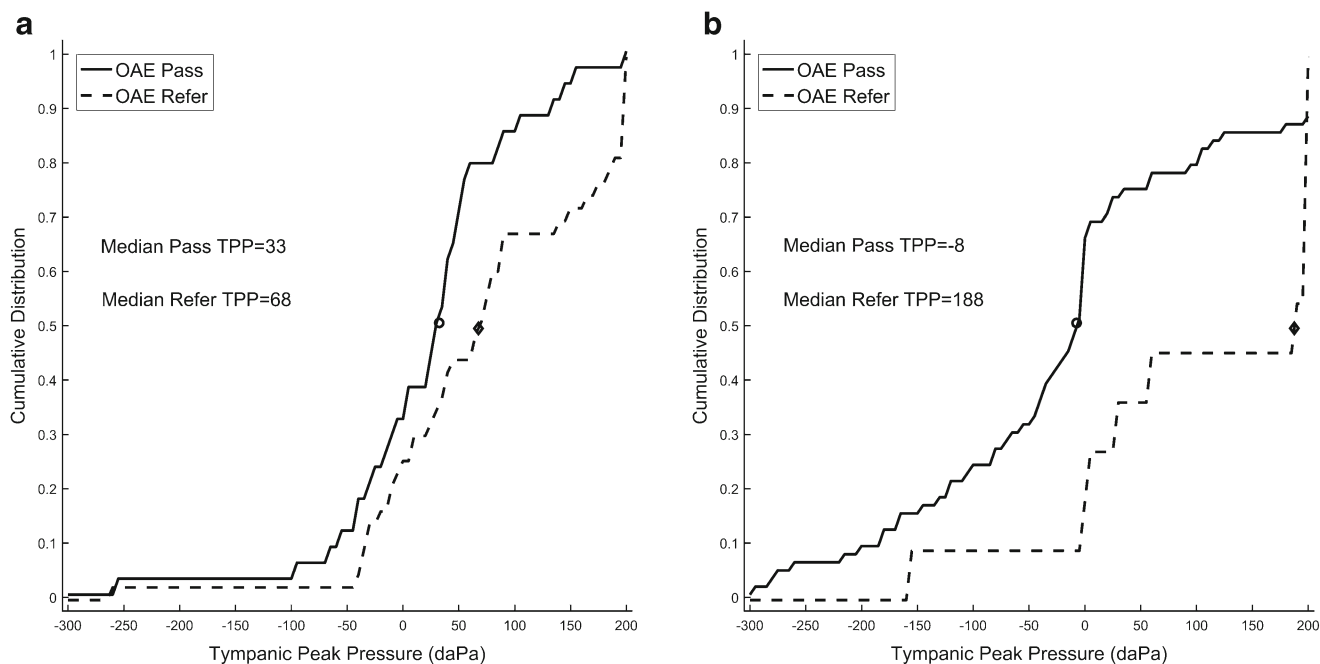 a
OAE Pass
OAE Refer
Median Pass TPP=33
Median Refer TPP=68
Cumulative Distribution
1
0.9
0.8
0.7
0.6
0.5
0.4
0.3
0.2
0.1
0
-300 -250 -200 -150 -100 -50 0 50 100 150 200
Tympanic Peak Pressure (daPa)
b
OAE Pass
OAE Refer
Median Pass TPP=-8
Median Refer TPP=188
Cumulative Distribution
1
0.9
0.8
0.7
0.6
0.5
0.4
0.3
0.2
0.1
0
-300 -250 -200 -150 -100 -50 0 50 100 150 200
Tympanic Peak Pressure (daPa)